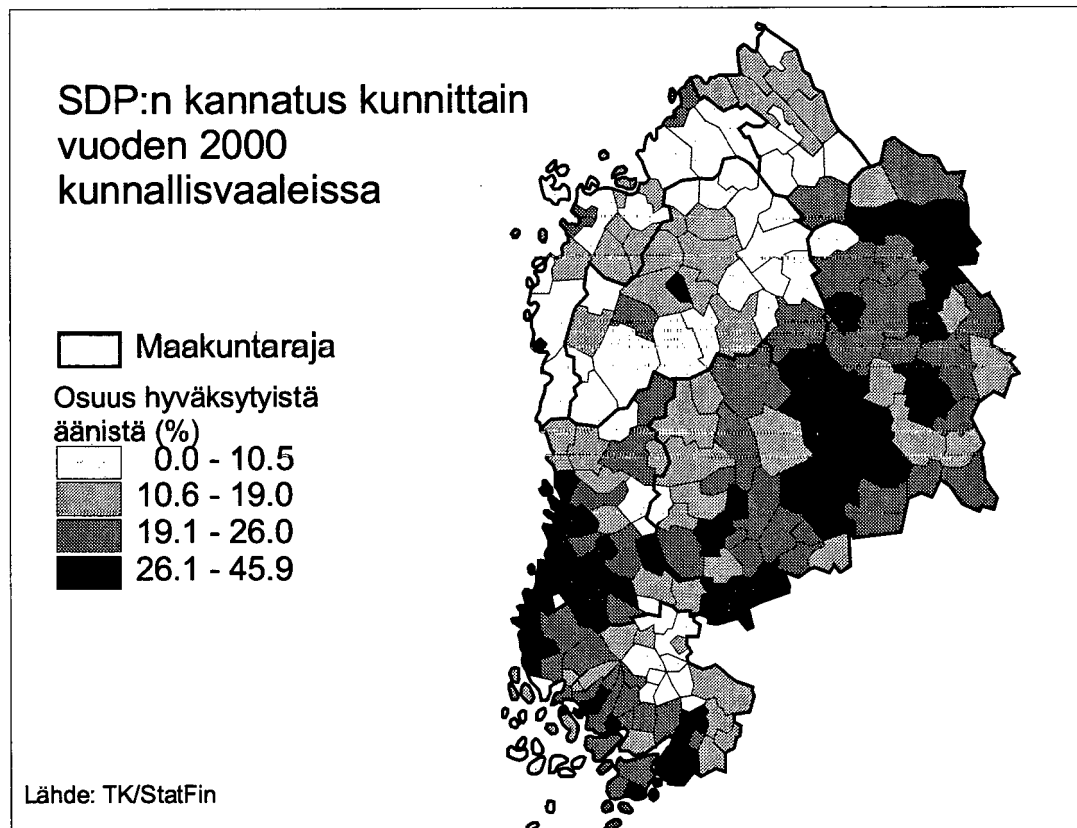 SDP:n kannatus kunnittain
vuoden 2000
kunnallisvaaleissa
Maakuntaraja
Osuus hyväksytyistä
äänistä (%)
0.0 - 10.5
10.6 - 19.0
19.1 - 26.0
26.1 - 45.9
Lähde: TK/StatFin